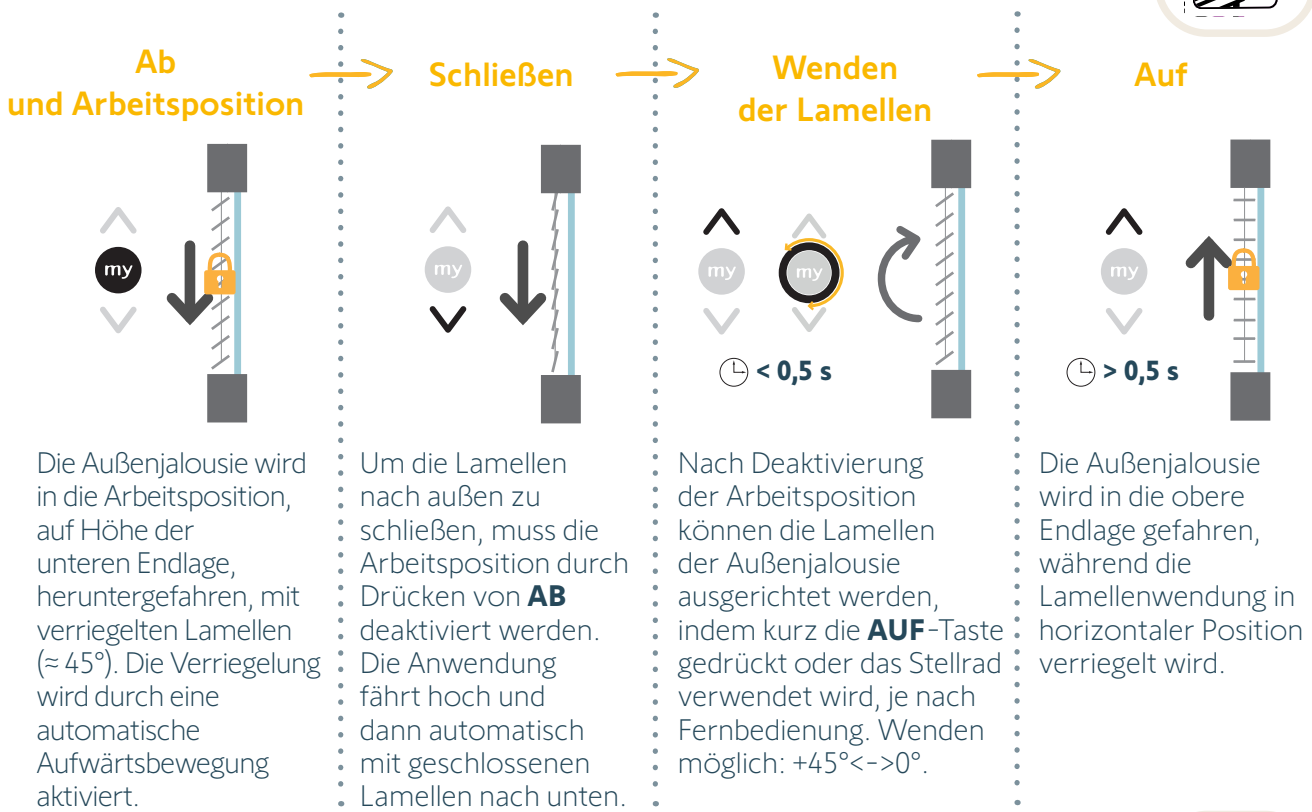 Ab
und Arbeitsposition
my
Die Außenjalousie wird
in die Arbeitsposition,
auf Höhe der
unteren Endlage,
heruntergefahren, mit
verriegelten Lamellen
(≈ 45°). Die Verriegelung
wird durch eine
automatische
Aufwärtsbewegung
aktiviert.
Schließen
my
Um die Lamellen
nach außen zu
schließen, muss die
Arbeitsposition durch
Drücken von AB
deaktiviert werden.
Die Anwendung
fährt hoch und
dann automatisch
mit geschlossenen
Lamellen nach unten.
Wenden
der Lamellen
my
my
< 0,5 s
Nach Deaktivierung
der Arbeitsposition
können die Lamellen
der Außenjalousie
ausgerichtet werden,
indem kurz die AUF-Taste
gedrückt oder das Stellrad
verwendet wird, je nach
Fernbedienung. Wenden
möglich: +45°<->0°.
Auf
my
> 0,5 s
Die Außenjalousie
wird in die obere
Endlage gefahren,
während die
Lamellenwendung in
horizontaler Position
verriegelt wird.